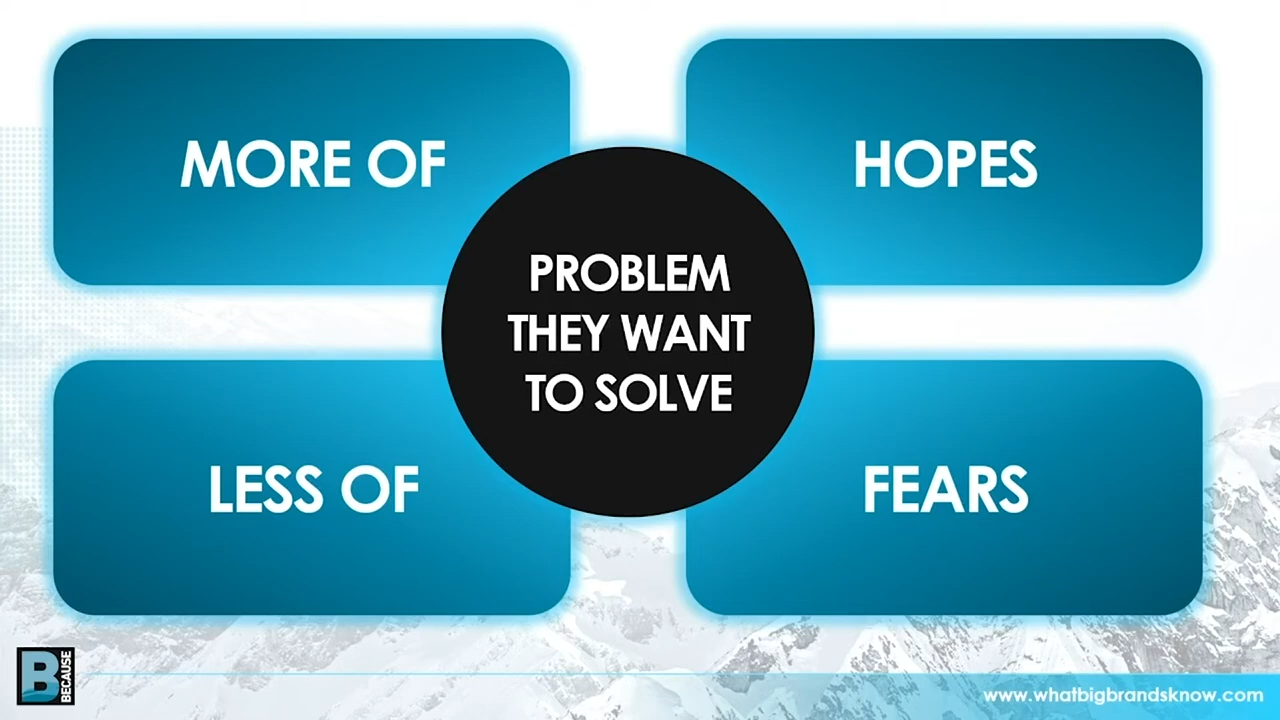 MORE OF
HOPES
PROBLEM
THEY WANT
TO SOLVE
LESS OF
FEARS
B
BECAUSE
www.whatbigbrandsknow.com